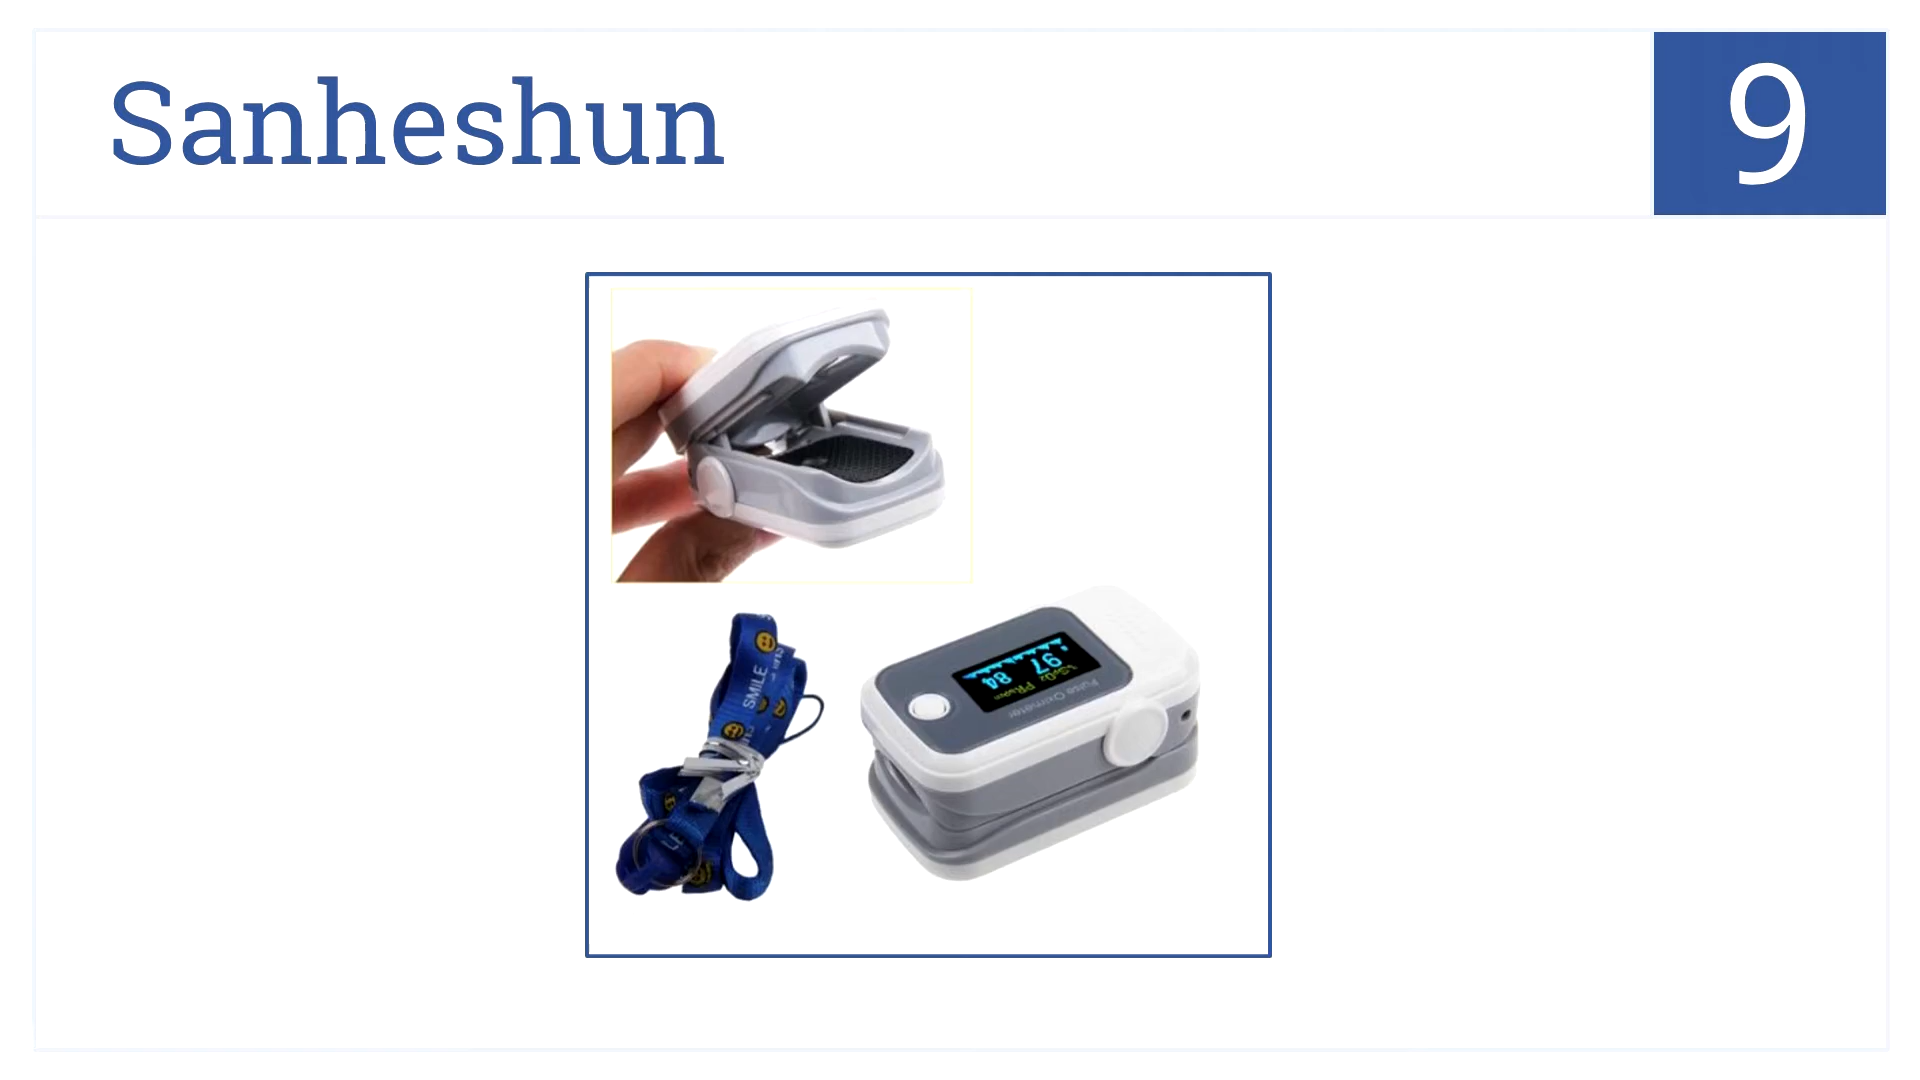 Sanheshun
9
SMILE
97 84
%SpO₂ PRbpm
Pulse Oximeter